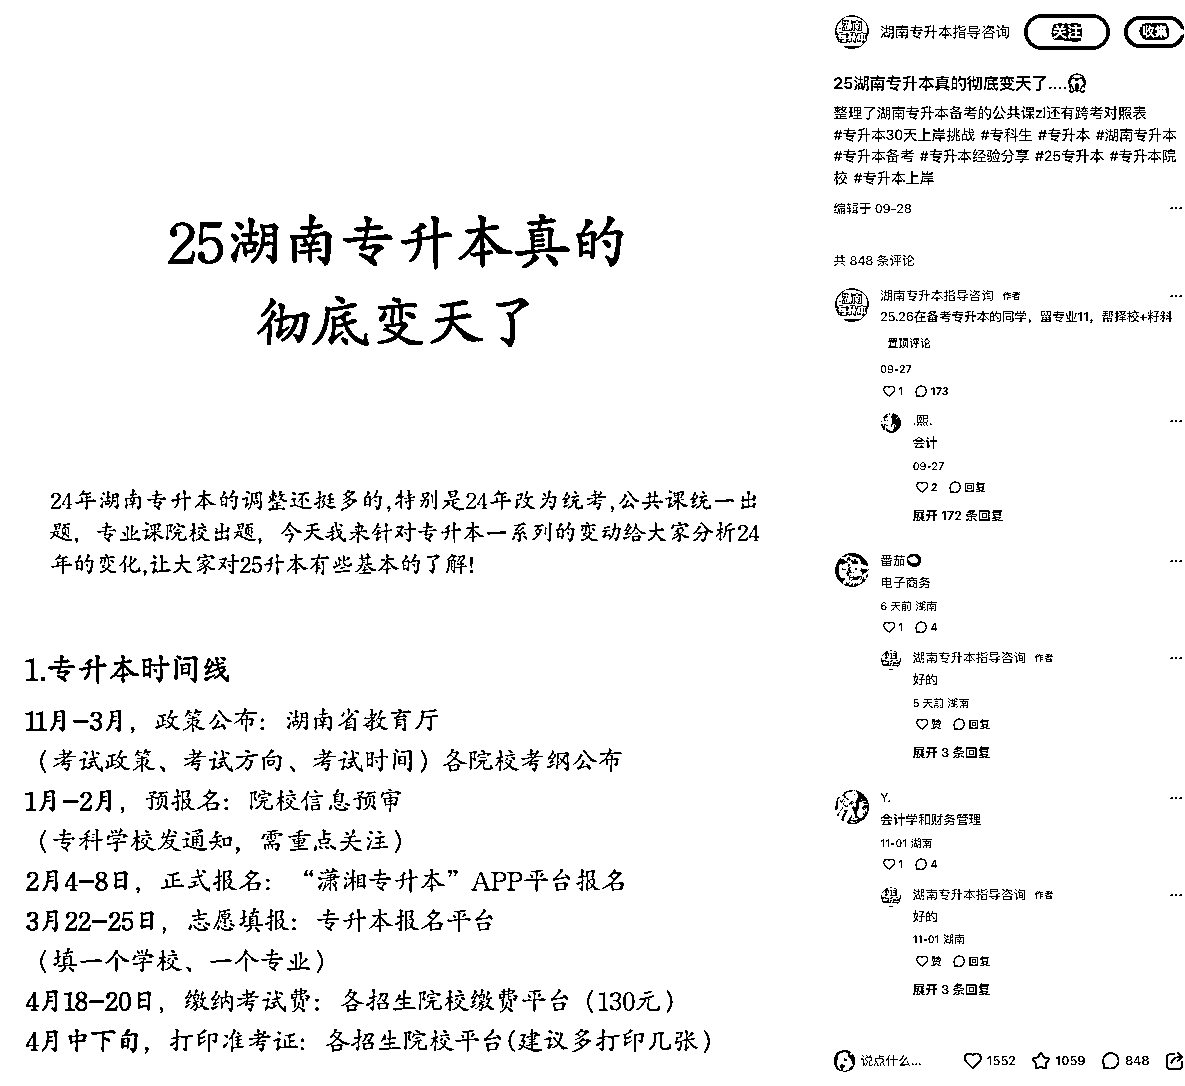 25湖南专升本真的
彻底变天了
24年湖南专升本的调整还挺多的,特别是24年改为统考,公共课统一出
题，专业课院校出题，今天我来针对专升本一系列的变动给大家分析24
年的变化,让大家对25升本有些基本的了解!
1.专升本时间线
11月-3月，政策公布：湖南省教育厅
（考试政策、考试方向、考试时间）各院校考纲公布
1月-2月，预报名：院校信息预审
（专科学校发通知，需重点关注）
2月4-8日，正式报名：“潇湘专升本”APP平台报名
3月22-25日，志愿填报：专升本报名平台
（填一个学校、一个专业）
4月18-20日，缴纳考试费：各招生院校缴费平台（130元）
4月中下旬，打印准考证：各招生院校平台(建议多打印几张)
湖南专升本指导咨询
关注
收藏
25湖南专升本真的彻底变天了....
整理了湖南专升本备考的公共课zl还有跨考对照表
#专升本30天上岸挑战 #专科生 #专升本 #湖南专升本
#专升本备考 #专升本经验分享 #25专升本 #专升本院
校 #专升本上岸
编辑于 09-28
共 848 条评论
湖南专升本指导咨询 作者
25.26在备考专升本的同学，留专业11，帮择校+籽料
置顶评论
09-27
1 173
.熙.
会计
09-27
2 回复
展开 172 条回复
番茄
电子商务
6 天前 湖南
1 4
湖南专升本指导咨询 作者
好的
5 天前 湖南
赞 回复
展开 3 条回复
Y.
会计学和财务管理
11-01 湖南
1 4
湖南专升本指导咨询 作者
好的
11-01 湖南
赞 回复
展开 3 条回复
说点什么... 1552 1059 848